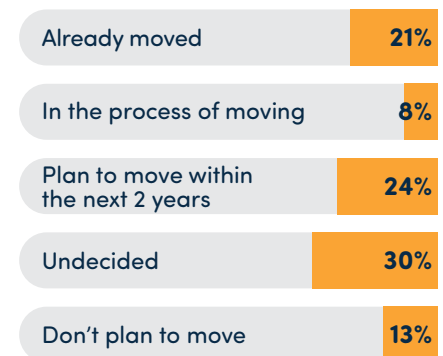 Already moved 21%
In the process of moving 8%
Plan to move within
the next 2 years 24%
Undecided 30%
Don't plan to move 13%